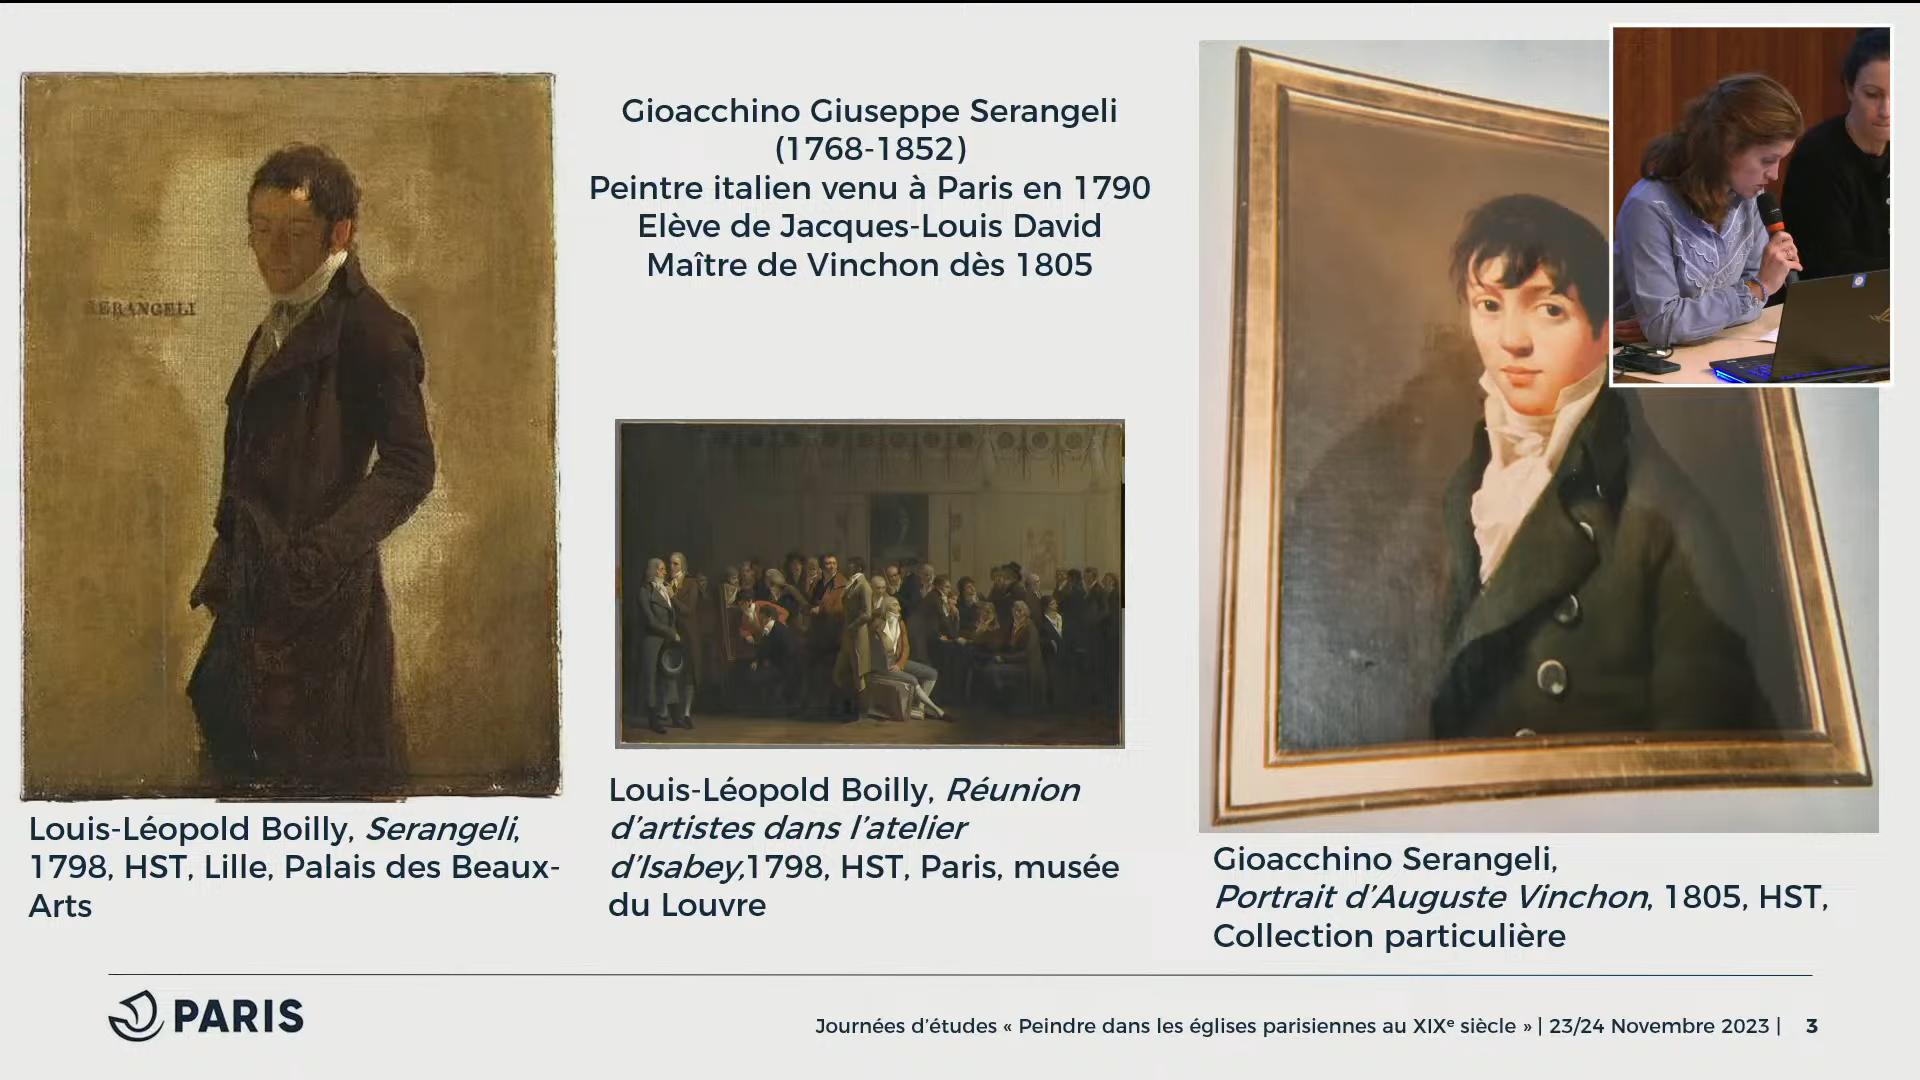 Gioacchino Giuseppe Serangeli
(1768-1852)
Peintre italien venu à Paris en 1790
Elève de Jacques-Louis David
Maître de Vinchon dès 1805
SERANGELI
Louis-Léopold Boilly, Serangeli,
1798, HST, Lille, Palais des Beaux-
Arts
Louis-Léopold Boilly, Réunion
d'artistes dans l'atelier
d'Isabey,1798, HST, Paris, musée
du Louvre
Gioacchino Serangeli,
Portrait d'Auguste Vinchon, 1805, HST,
Collection particulière
PARIS
Journées d'études « Peindre dans les églises parisiennes au XIXᵉ siècle » | 23/24 Novembre 2023 | 3